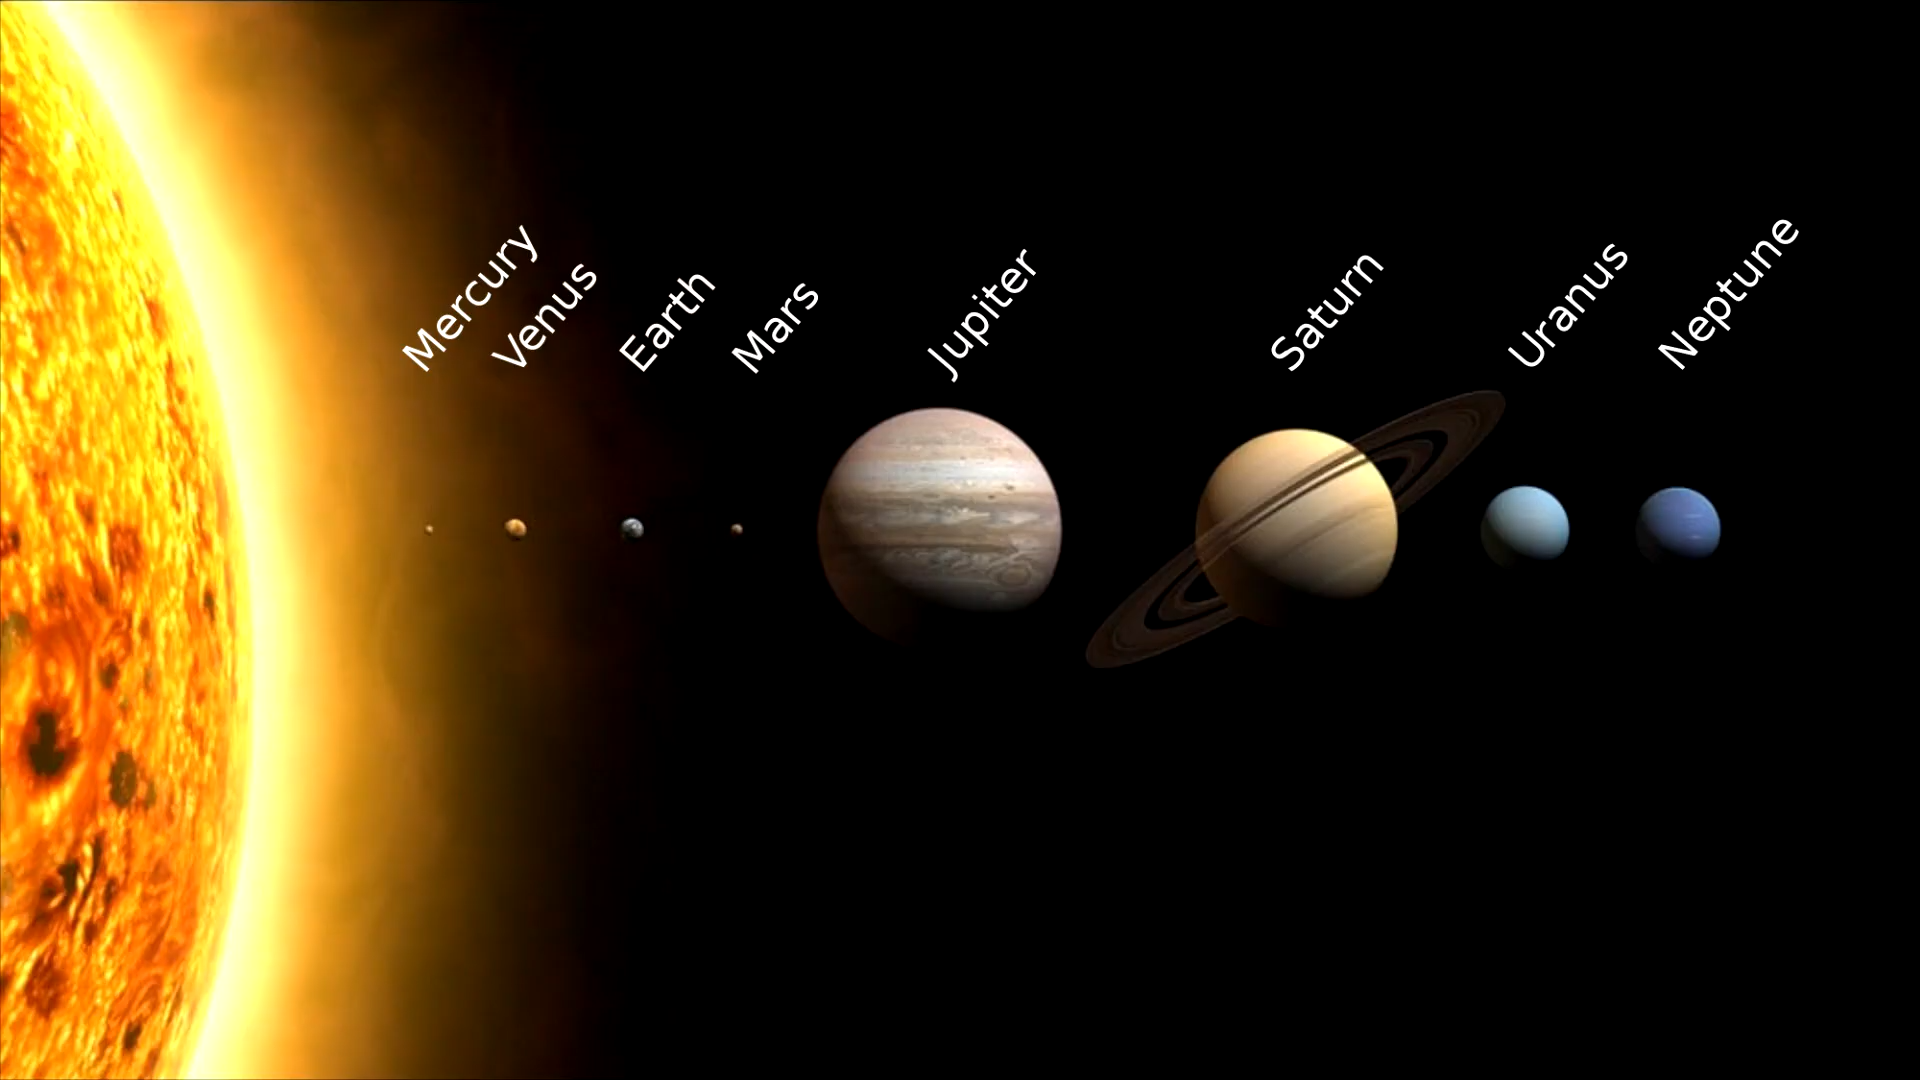 Mercury
Venus
Earth
Mars
Jupiter
Saturn
Uranus
Neptune